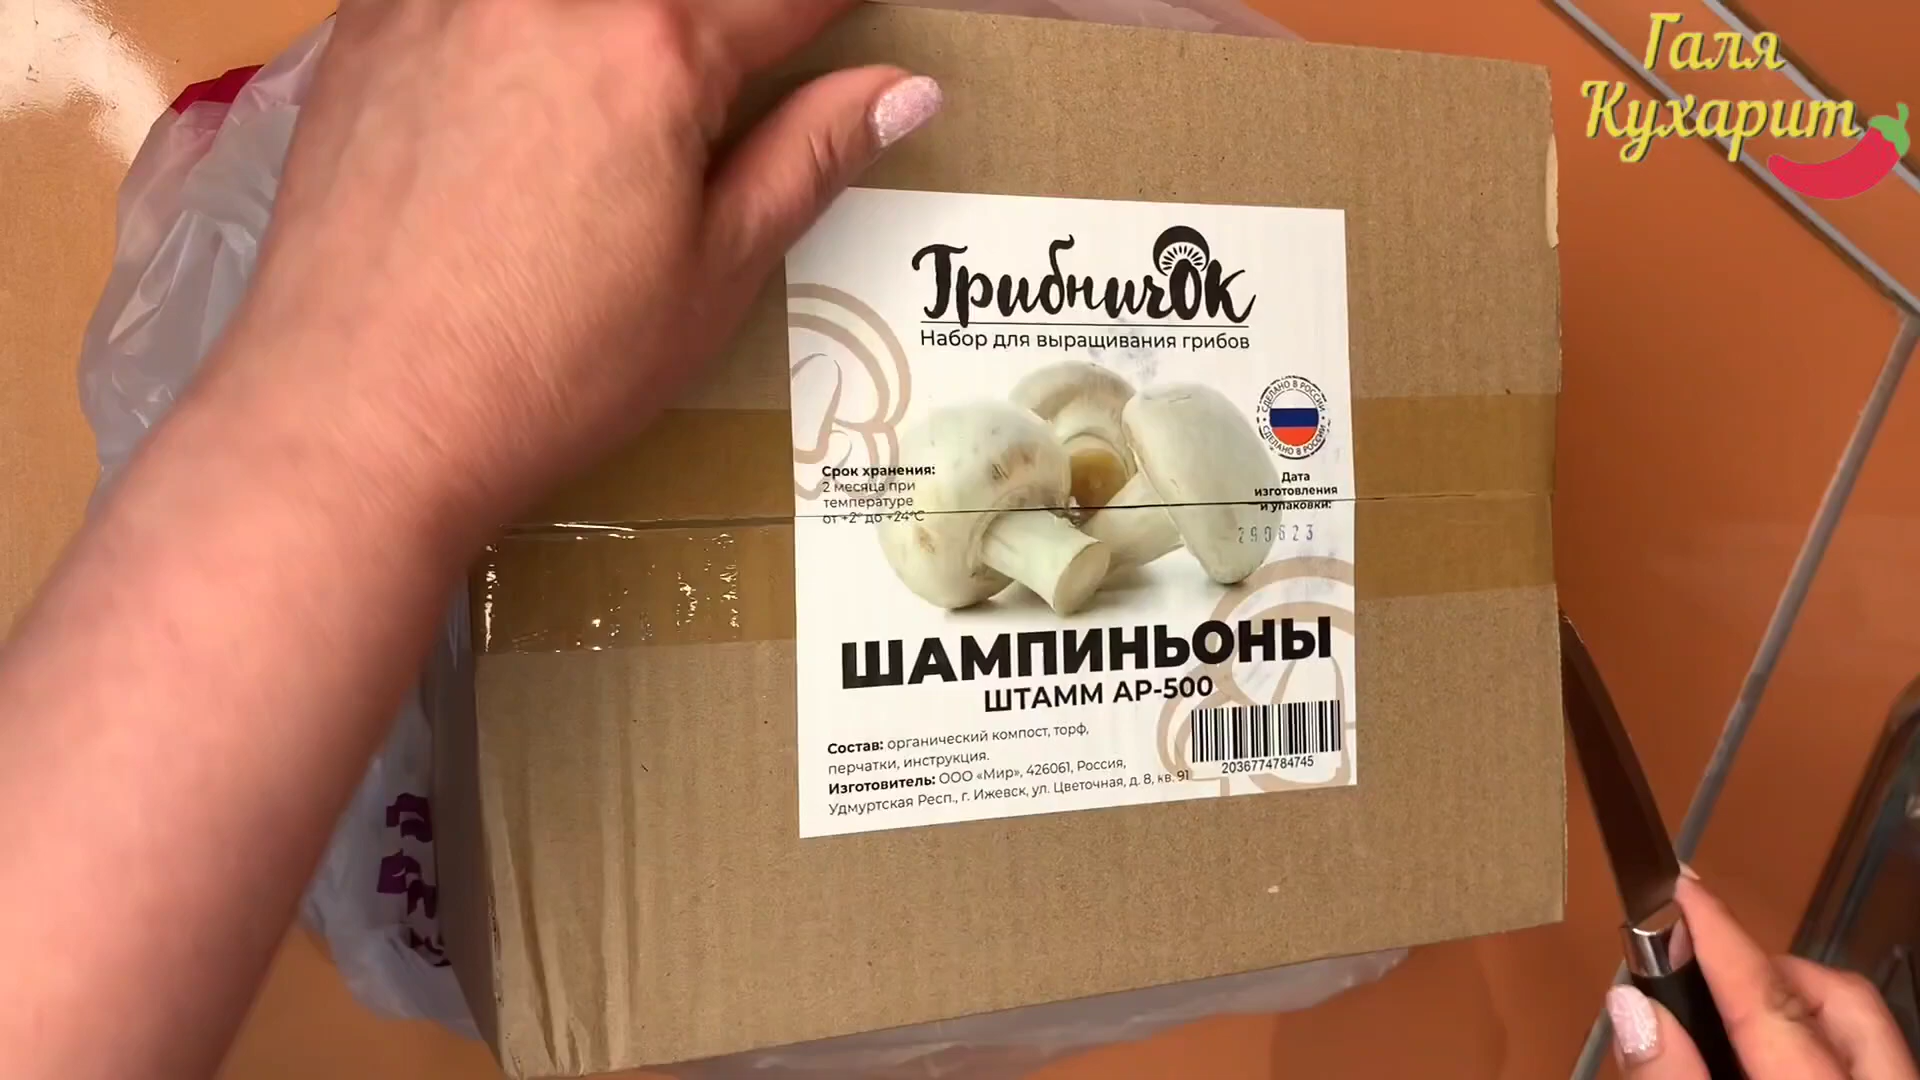 Галя
Кухарит
ГрибничОк
Набор для выращивания грибов
СДЕЛАНО В РОССИИ
СДЕЛАНО В РОССИИ
Срок хранения:
2 месяца при
температуре
от +2° до +24°С
Дата
изготовления
и упаковки:
290623
ШАМПИНЬОНЫ
ШТАММ АР-500
Состав: органический компост, торф,
перчатки, инструкция.
Изготовитель: ООО «Мир», 426061, Россия,
Удмуртская Респ., г. Ижевск, ул. Цветочная, д. 8, кв. 91
2036774784745